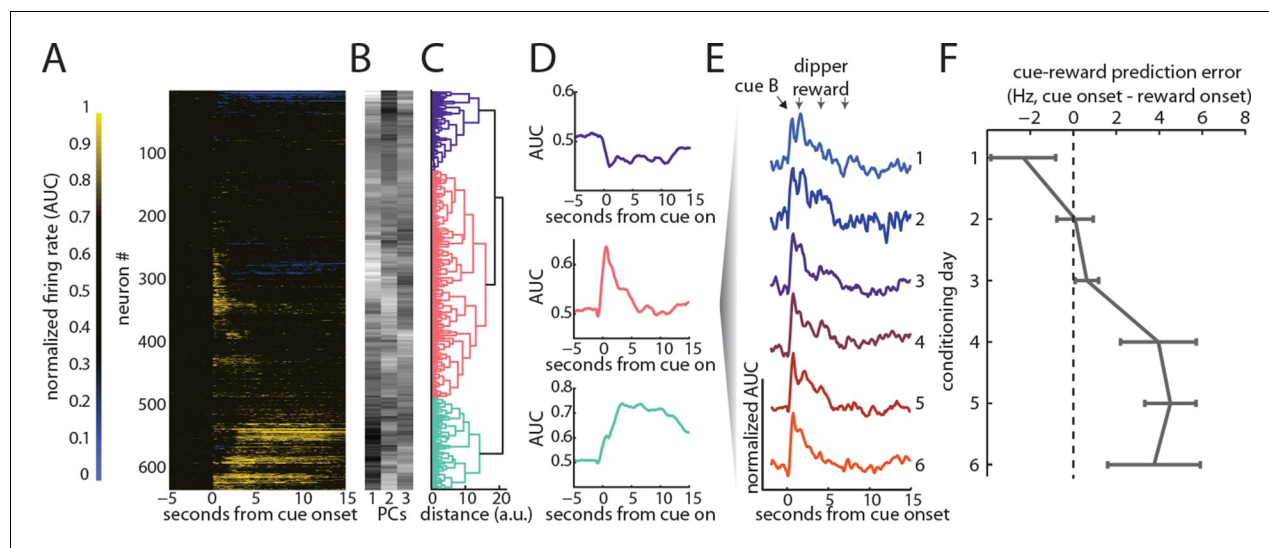 A
normalized firing rate (AUC)
1
0.9
0.8
0.7
0.6
0.5
0.4
0.3
0.2
0.1
0
neuron #
100
200
300
400
500
600
−5 0 5 10 15
seconds from cue onset
B
1 2 3
PCs
C
0 10 20
distance (a.u.)
D
AUC
0.6
0.5
−5 0 5 10 15
seconds from cue on
AUC
0.6
0.5
−5 0 5 10 15
seconds from cue on
AUC
0.8
0.7
0.6
0.5
−5 0 5 10 15
seconds from cue on
E
dipper
cue B reward
1
2
3
4
5
6
normalized AUC
0 5 10 15
seconds from cue onset
F
cue-reward prediction error
(Hz, cue onset - reward onset)
−2 0 2 4 6 8
conditioning day
1
2
3
4
5
6